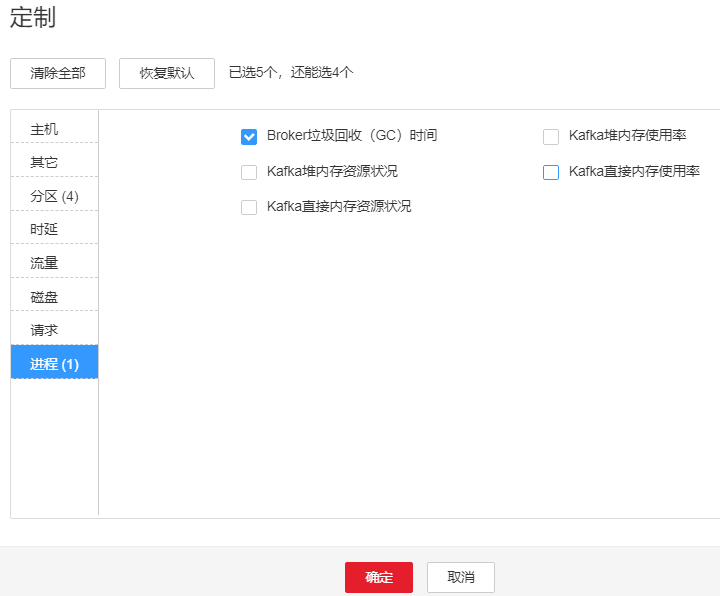 定制
清除全部 恢复默认 已选5个，还能选4个
主机
其它
分区 (4)
时延
流量
磁盘
请求
进程 (1)
Broker垃圾回收（GC）时间 Kafka堆内存使用率
Kafka堆内存资源状况 Kafka直接内存使用率
Kafka直接内存资源状况
确定 取消